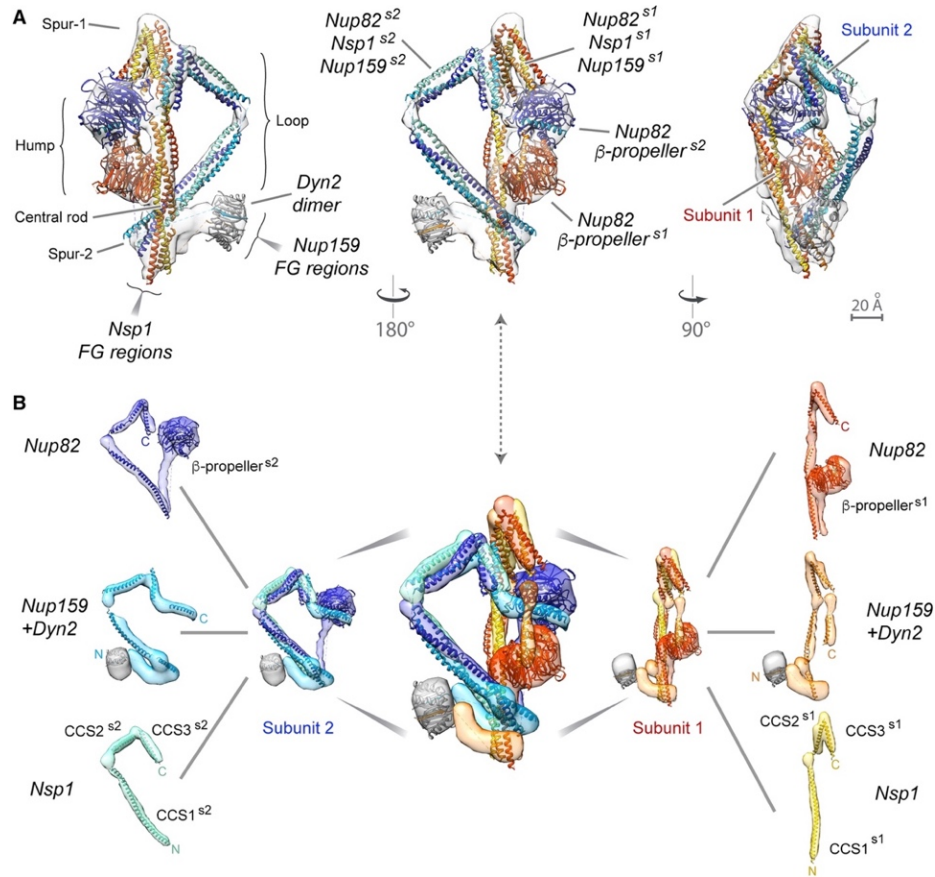 A
Spur-1
Hump
Loop
Central rod
Spur-2
Dyn2
dimer
Nup159
FG regions
Nsp1
FG regions
Nup82 s2
Nsp1 s2
Nup159 s2
Nup82 s1
Nsp1 s1
Nup159 s1
Nup82
β-propeller s2
Nup82
β-propeller s1
Subunit 2
Subunit 1
180°
90°
20 Å
B
Nup82
C
β-propeller s2
Nup159
+Dyn2
C
N
CCS2 s2
CCS3 s2
C
Nsp1
CCS1 s2
N
Subunit 2
Subunit 1
C
Nup82
β-propeller s1
Nup159
+Dyn2
C
N
CCS2 s1
CCS3 s1
C
Nsp1
CCS1 s1
N